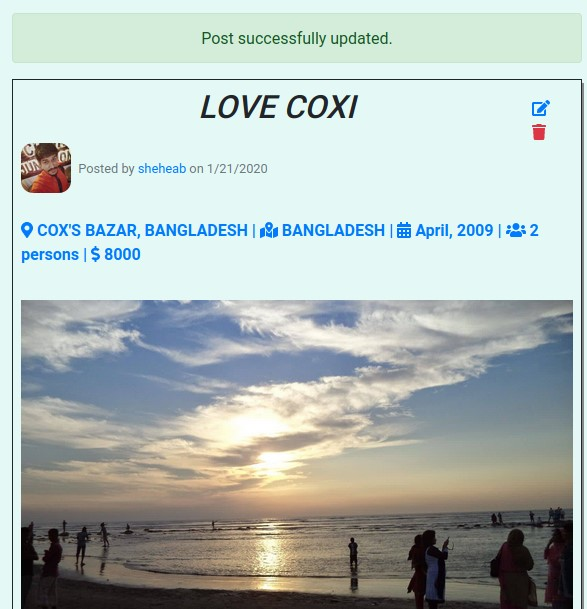 Post successfully updated.
LOVE COXI
Posted by sheheab on 1/21/2020
COX'S BAZAR, BANGLADESH | BANGLADESH | April, 2009 | 2
persons | $ 8000